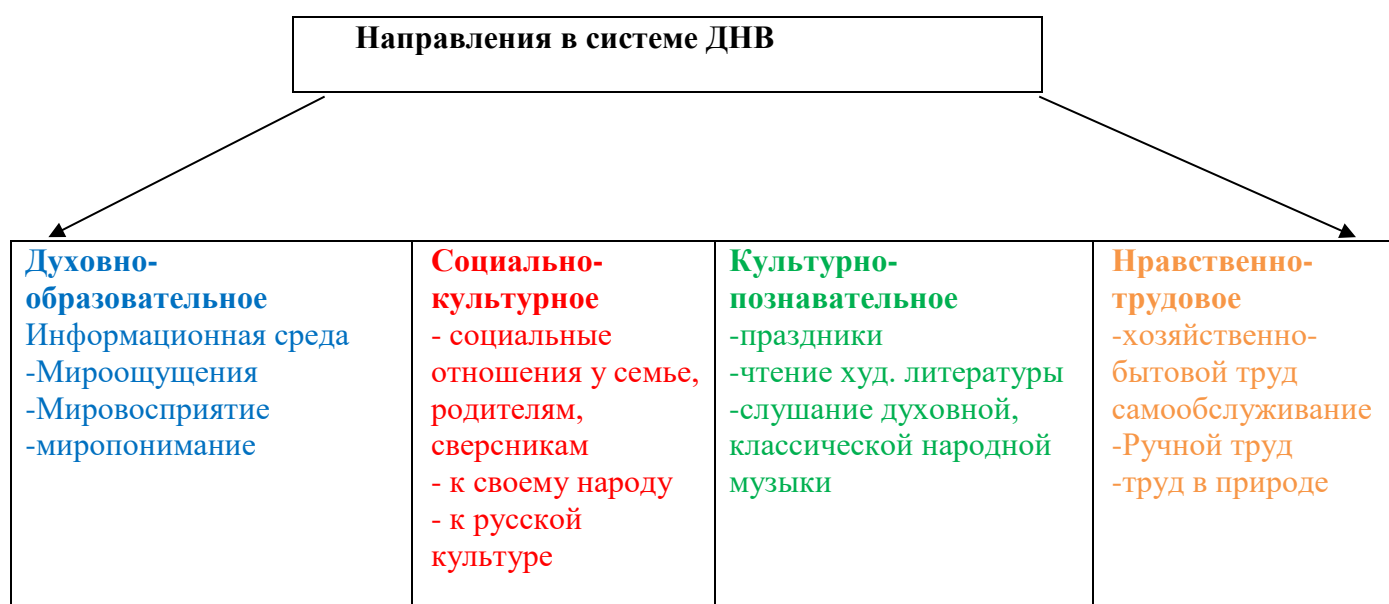 Направления в системе ДНВ
Духовно-
образовательное
Информационная среда
-Мироощущения
-Мировосприятие
-миропонимание
Социально-
культурное
- социальные
отношения у семье,
родителям,
сверсникам
- к своему народу
- к русской
культуре
Культурно-
познавательное
-праздники
-чтение худ. литературы
-слушание духовной,
классической народной
музыки
Нравственно-
трудовое
-хозяйственно-
бытовой труд
самообслуживание
-Ручной труд
-труд в природе